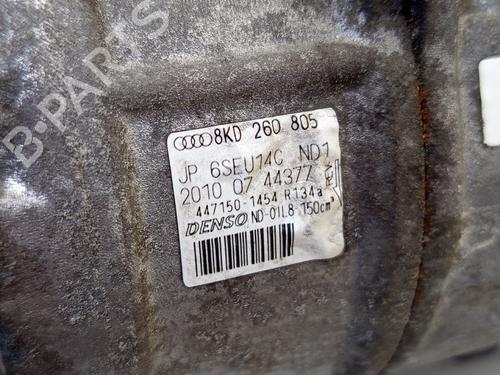 B-PARTS
8KD 260 805
JP 6SEU14C ND1
2010 07 44377
447150-1454 R134a
DENSO ND-OIL8-150cm³